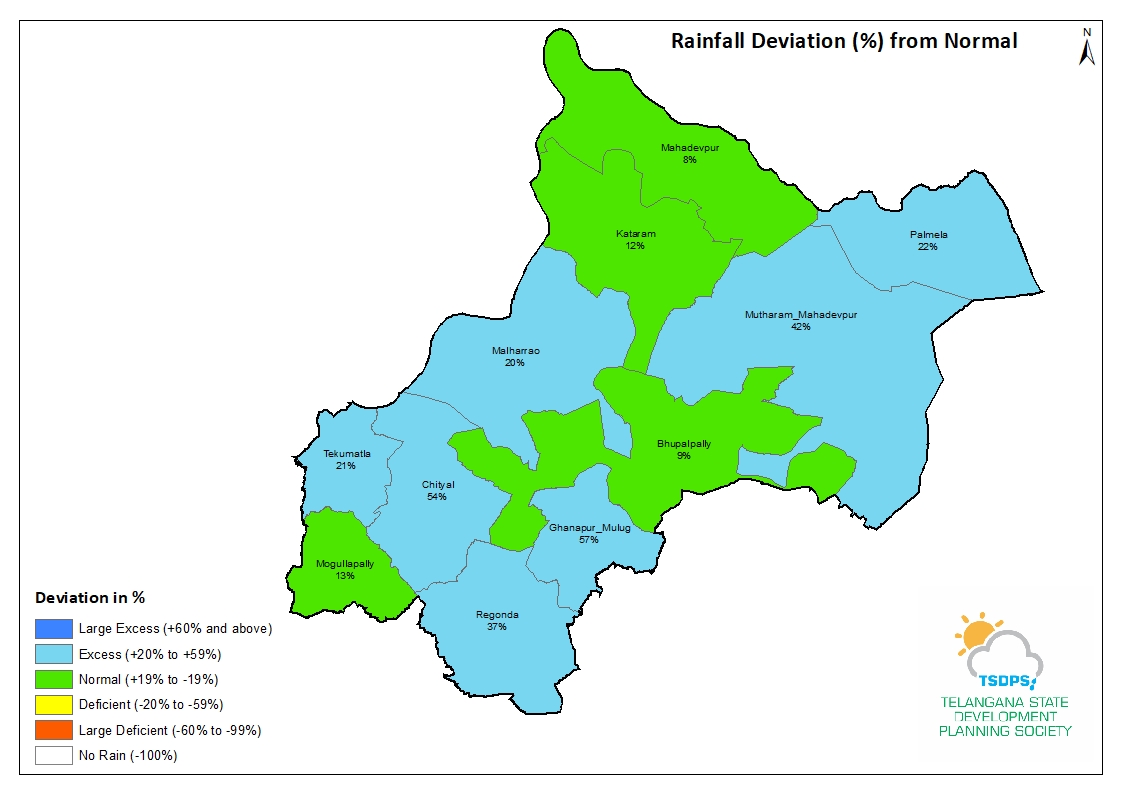 Rainfall Deviation (%) from Normal
N
Mahadevpur
8%
Kataram
12%
Palmela
22%
Mutharam_Mahadevpur
42%
Malharrao
20%
Bhupalpally
9%
Tekumatla
21%
Chityal
54%
Ghanapur_Mulug
57%
Mogullapally
13%
Regonda
37%
Deviation in %
Large Excess (+60% and above)
Excess (+20% to +59%)
Normal (+19% to -19%)
Deficient (-20% to -59%)
Large Deficient (-60% to -99%)
No Rain (-100%)
TSDPS
TELANGANA STATE
DEVELOPMENT
PLANNING SOCIETY